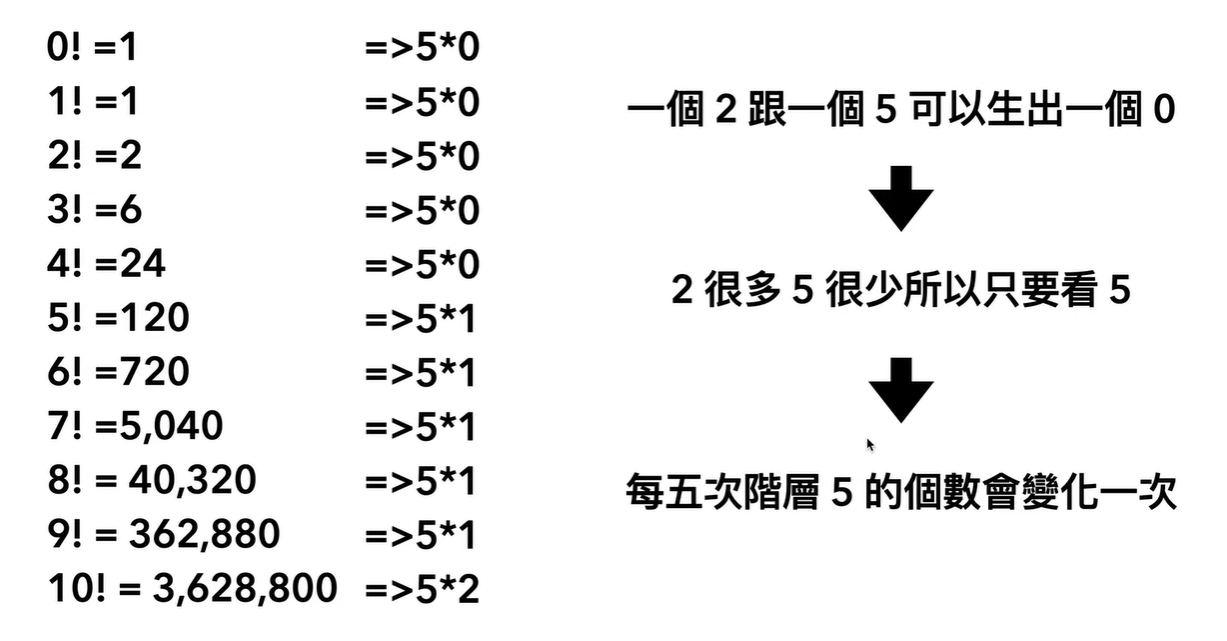 0! =1 =>5*0
1! =1 =>5*0
2! =2 =>5*0
3! =6 =>5*0
4! =24 =>5*0
5! =120 =>5*1
6! =720 =>5*1
7! =5,040 =>5*1
8! = 40,320 =>5*1
9! = 362,880 =>5*1
10! = 3,628,800 =>5*2
一個 2 跟一個 5 可以生出一個 0
2 很多 5 很少所以只要看 5
每五次階層 5 的個數會變化一次